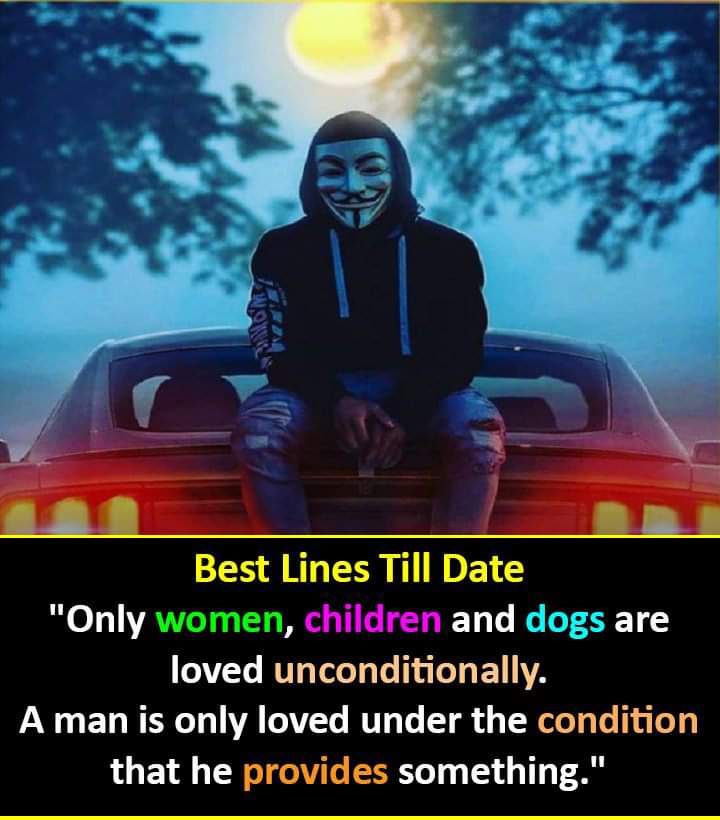 Best Lines Till Date
"Only women, children and dogs are
loved unconditionally.
A man is only loved under the condition
that he provides something."